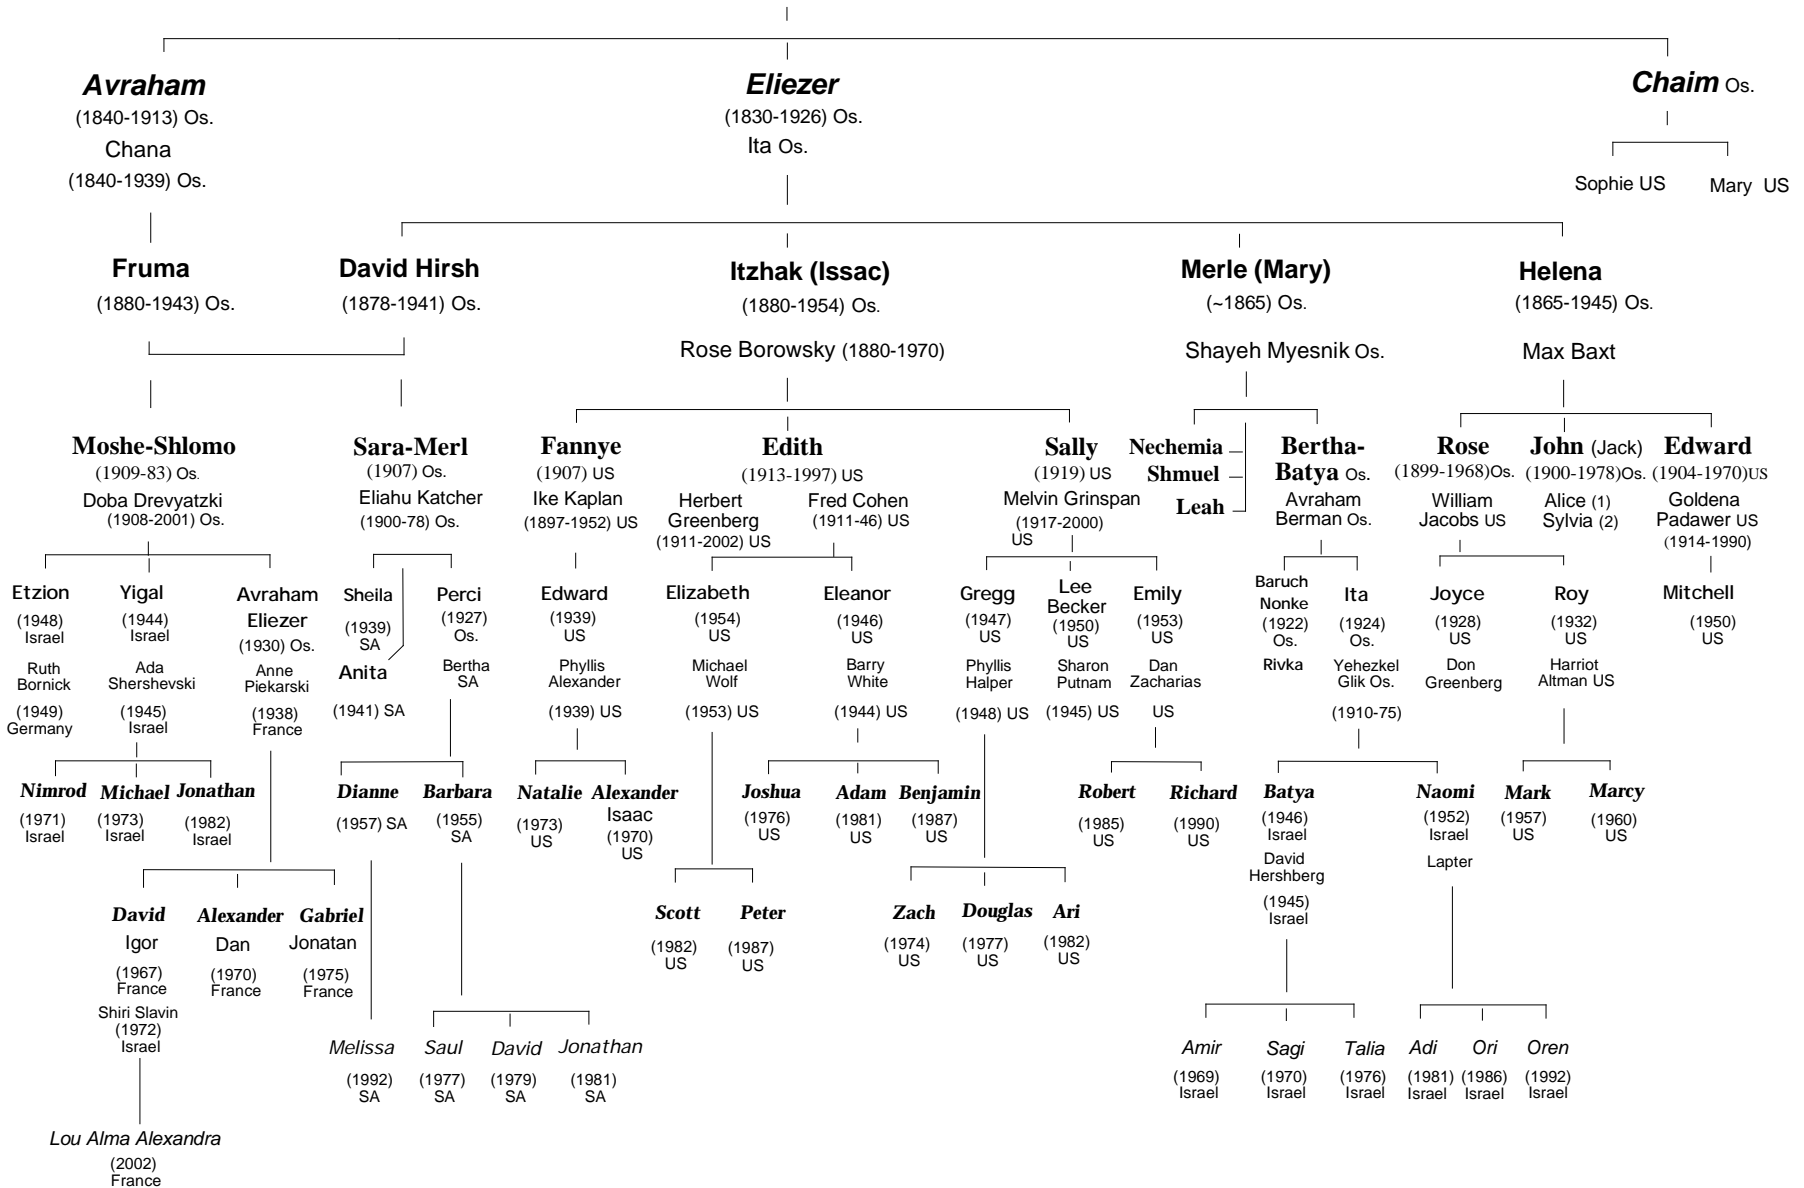 Avraham
(1840-1913) Os.
Chana
(1840-1939) Os.
Eliezer
(1830-1926) Os.
Ita Os.
Chaim Os.
Sophie US
Mary US
Fruma
(1880-1943) Os.
David Hirsh
(1878-1941) Os.
Itzhak (Issac)
(1880-1954) Os.
Rose Borowsky (1880-1970)
Merle (Mary)
(~1865) Os.
Shayeh Myesnik Os.
Helena
(1865-1945) Os.
Max Baxt
Moshe-Shlomo
(1909-83) Os.
Doba Drevyatzki
(1908-2001) Os.
Sara-Merl
(1907) Os.
Eliahu Katcher
(1900-78) Os.
Fannye
(1907) US
Ike Kaplan
(1897-1952) US
Edith
(1913-1997) US
Herbert
Greenberg
(1911-2002) US
Fred Cohen
(1911-46) US
Sally
(1919) US
Melvin Grinspan
(1917-2000)
US
Nechemia
Shmuel
Leah
Bertha-
Batya Os.
Avraham
Berman Os.
Rose
(1899-1968)Os.
William
Jacobs US
John (Jack)
(1900-1978)Os.
Alice (1)
Sylvia (2)
Edward
(1904-1970)US
Goldena
Padawer US
(1914-1990)
Etzion
(1948)
Israel
Ruth
Bornick
(1949)
Germany
Yigal
(1944)
Israel
Ada
Shershevski
(1945)
Israel
Avraham
Eliezer
(1930) Os.
Anne
Piekarski
(1938)
France
Sheila
(1939)
SA
Anita
(1941) SA
Perci
(1927)
Os.
Bertha
SA
Edward
(1939)
US
Phyllis
Alexander
(1939) US
Elizabeth
(1954)
US
Michael
Wolf
(1953) US
Eleanor
(1946)
US
Barry
White
(1944) US
Gregg
(1947)
US
Phyllis
Halper
(1948) US
Lee
Becker
(1950)
US
Sharon
Putnam
(1945) US
Emily
(1953)
US
Dan
Zacharias
US
Baruch
Nonke
(1922)
Os.
Rivka
Ita
(1924)
Os.
Yehezkel
Glik Os.
(1910-75)
Joyce
(1928)
US
Don
Greenberg
Roy
(1932)
US
Harriot
Altman US
Mitchell
(1950)
US
Nimrod
(1971)
Israel
Michael
(1973)
Israel
Jonathan
(1982)
Israel
Dianne
(1957) SA
Barbara
(1955)
SA
Natalie
(1973)
US
Alexander
Isaac
(1970)
US
Joshua
(1976)
US
Adam
(1981)
US
Benjamin
(1987)
US
Robert
(1985)
US
Richard
(1990)
US
Batya
(1946)
Israel
David
Hershberg
(1945)
Israel
Naomi
(1952)
Israel
Lapter
Mark
(1957)
US
Marcy
(1960)
US
David
Igor
(1967)
France
Shiri Slavin
(1972)
Israel
Alexander
Dan
(1970)
France
Gabriel
Jonatan
(1975)
France
Scott
(1982)
US
Peter
(1987)
US
Zach
(1974)
US
Douglas
(1977)
US
Ari
(1982)
US
Melissa
(1992)
SA
Saul
(1977)
SA
David
(1979)
SA
Jonathan
(1981)
SA
Amir
(1969)
Israel
Sagi
(1970)
Israel
Talia
(1976)
Israel
Adi
(1981)
Israel
Ori
(1986)
Israel
Oren
(1992)
Israel
Lou Alma Alexandra
(2002)
France